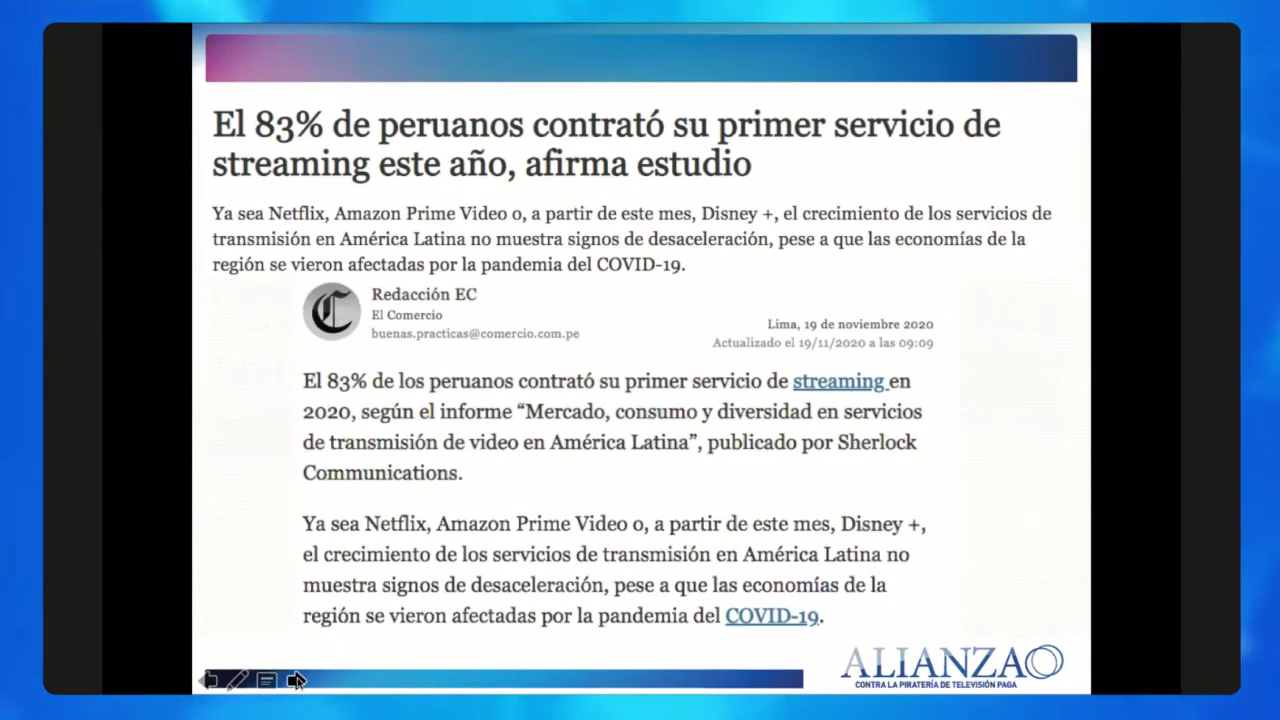 El 83% de peruanos contrató su primer servicio de
streaming este año, afirma estudio
Ya sea Netflix, Amazon Prime Video o, a partir de este mes, Disney +, el crecimiento de los servicios de
transmisión en América Latina no muestra signos de desaceleración, pese a que las economías de la
región se vieron afectadas por la pandemia del COVID-19.
Redacción EC
El Comercio
buenas.practicas@comercio.com.pe
Lima, 19 de noviembre 2020
Actualizado el 19/11/2020 a las 09:09
El 83% de los peruanos contrató su primer servicio de streaming en
2020, según el informe “Mercado, consumo y diversidad en servicios
de transmisión de video en América Latina”, publicado por Sherlock
Communications.
Ya sea Netflix, Amazon Prime Video o, a partir de este mes, Disney +,
el crecimiento de los servicios de transmisión en América Latina no
muestra signos de desaceleración, pese a que las economías de la
región se vieron afectadas por la pandemia del COVID-19.
ALIANZA
CONTRA LA PIRATERÍA DE TELEVISIÓN PAGA